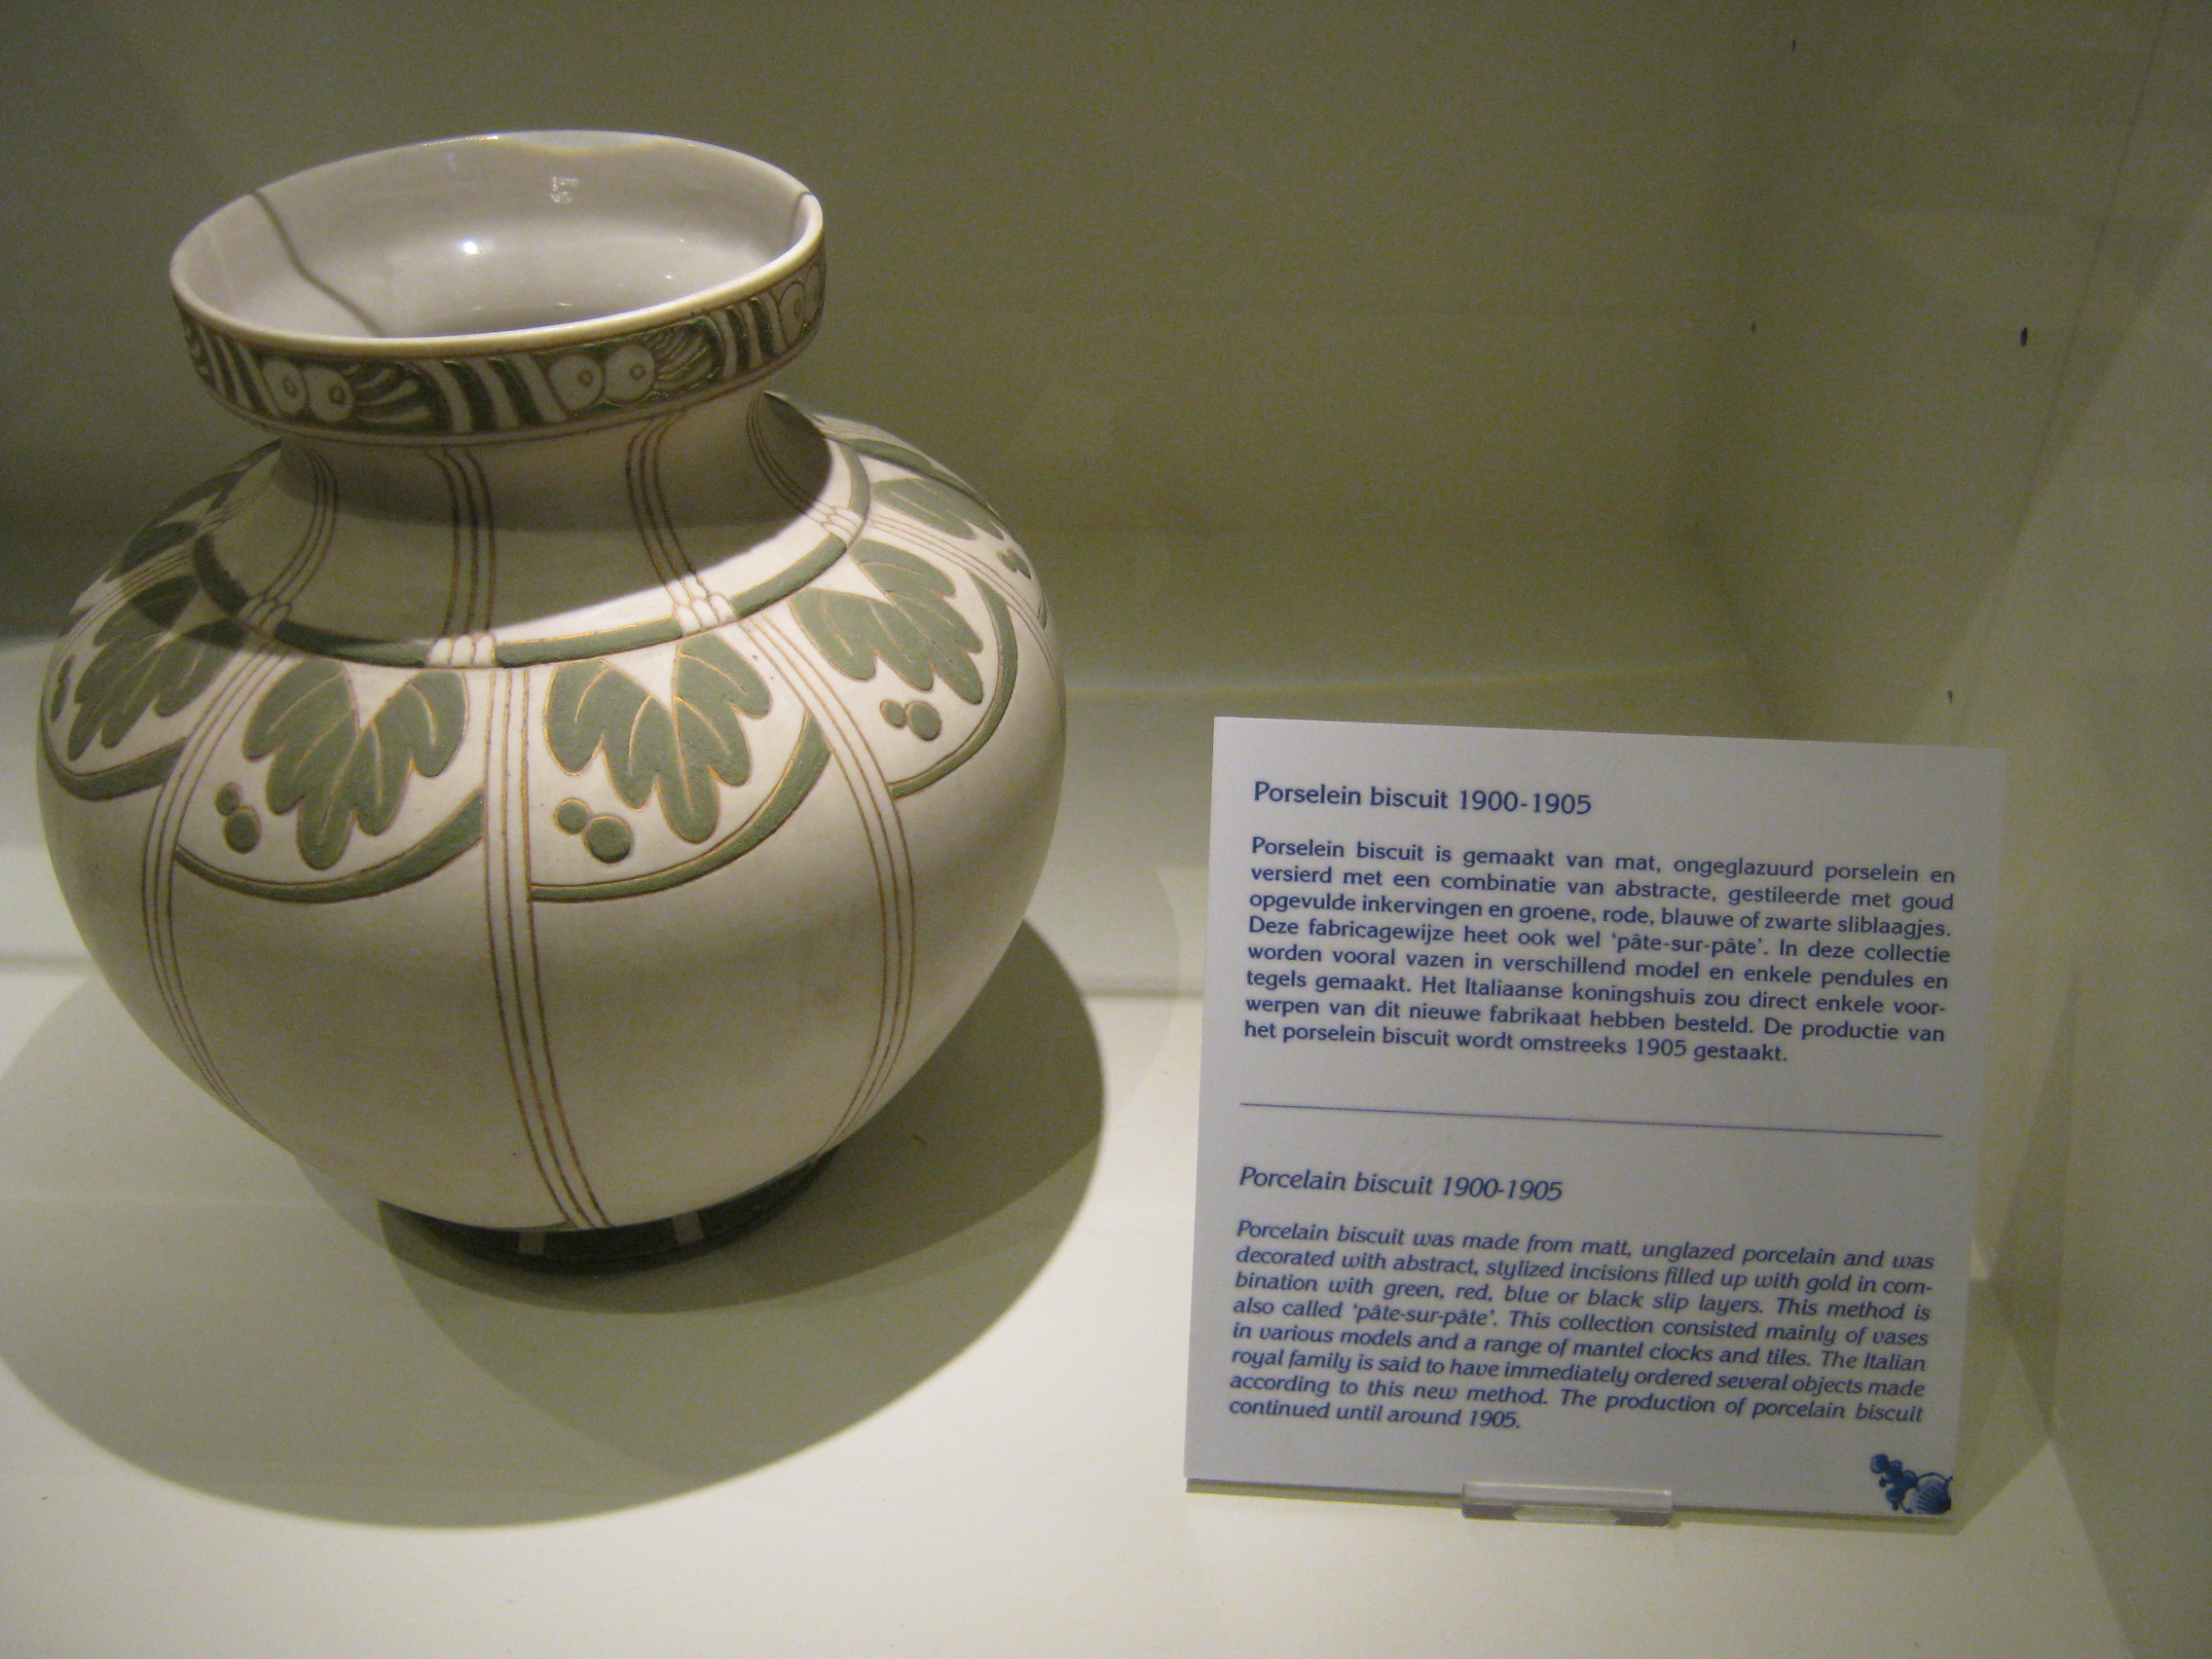 Porselein biscuit 1900-1905
Porselein biscuit is gemaakt van mat, ongeglazuurd porselein en
versierd met een combinatie van abstracte, gestileerde met goud
opgevulde inkervingen en groene, rode, blauwe of zwarte sliblaagjes.
Deze fabricagewijze heet ook wel ‘pâte-sur-pâte’. In deze collectie
worden vooral vazen in verschillend model en enkele pendules en
tegels gemaakt. Het Italiaanse koningshuis zou direct enkele voor-
werpen van dit nieuwe fabrikaat hebben besteld. De productie van
het porselein biscuit wordt omstreeks 1905 gestaakt.
Porcelain biscuit 1900-1905
Porcelain biscuit was made from matt, unglazed porcelain and was
decorated with abstract, stylized incisions filled up with gold in com-
bination with green, red, blue or black slip layers. This method is
also called ‘pâte-sur-pâte’. This collection consisted mainly of vases
in various models and a range of mantel clocks and tiles. The Italian
royal family is said to have immediately ordered several objects made
according to this new method. The production of porcelain biscuit
continued until around 1905.